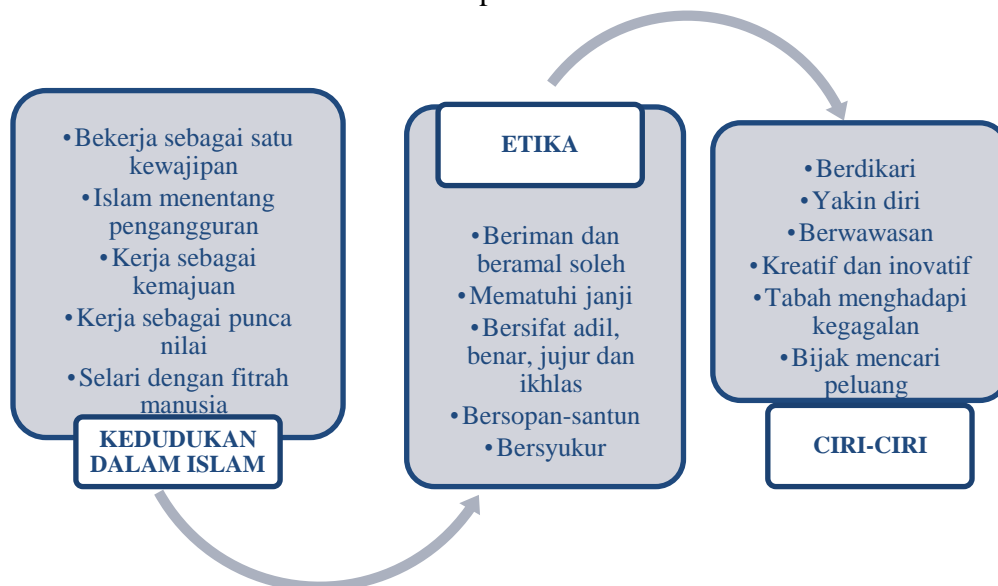 •Bekerja sebagai satu
kewajipan
•Islam menentang
pengangguran
•Kerja sebagai
kemajuan
•Kerja sebagai punca
nilai
•Selari dengan fitrah
manusia
KEDUDUKAN
DALAM ISLAM
ETIKA
•Beriman dan
beramal soleh
•Mematuhi janji
•Bersifat adil,
benar, jujur dan
ikhlas
•Bersopan-santun
•Bersyukur
•Berdikari
•Yakin diri
•Berwawasan
•Kreatif dan inovatif
•Tabah menghadapi
kegagalan
•Bijak mencari
peluang
CIRI-CIRI